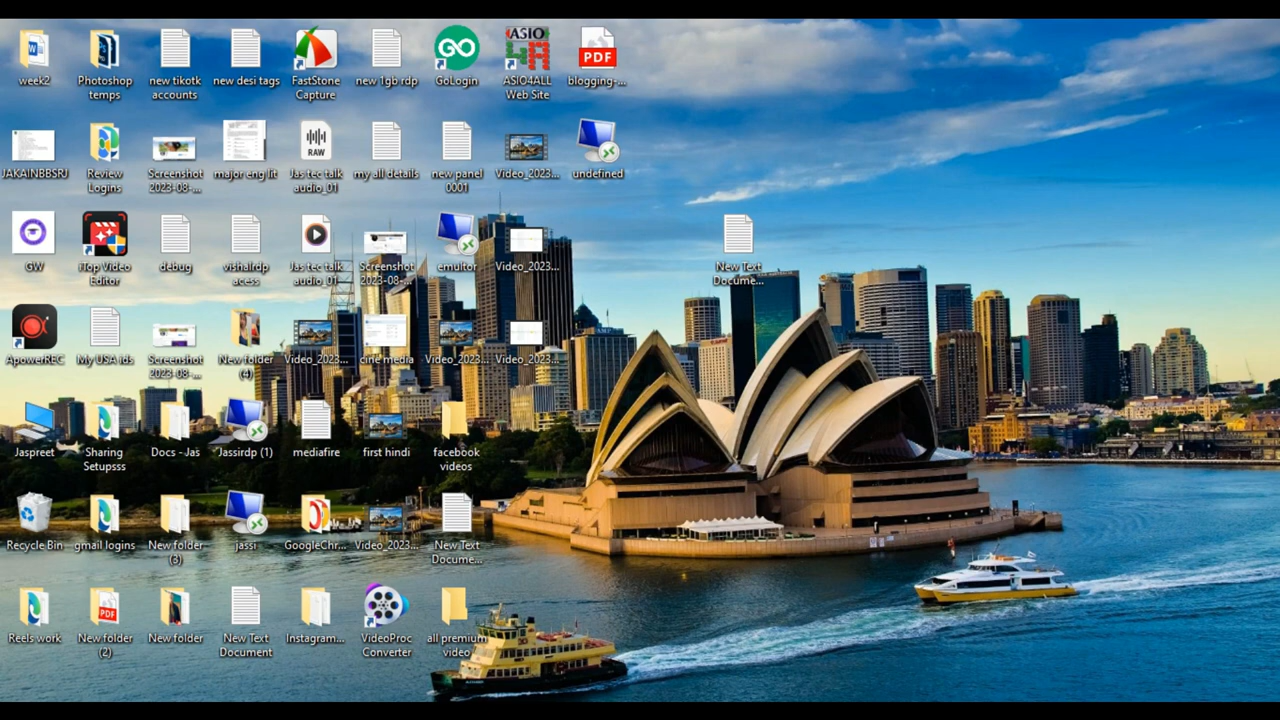 week2
Photoshop
temps
new tikotk
accounts
new desi tags
FastStone
Capture
new 1gb rdp
GO
GoLogin
ASIO
4A
ASIO4ALL
Web Site
PDF
blogging-...
JAKAINBBSRJ
Review
Logins
Screenshot
2023-08-...
major eng lit
RAW
Jas tec talk
audio_01
my all details
new panel
0001
Video_2023...
undefined
GW
iTop Video
Editor
debug
vishalrdp
acess
Jas tec talk
audio_01
Screenshot
2023-08-...
emultor
Video_2023...
New Text
Docume...
ApowerREC
My USA ids
Screenshot
2023-08-...
New folder
(4)
Video_2023...
cine media
Video_2023...
Video_2023...
Jaspreet
Sharing
Setupsss
Docs - Jas
Jassirdp (1)
mediafire
first hindi
facebook
videos
Recycle Bin
gmail logins
New folder
(3)
jassi
GoogleChr...
Video_2023...
New Text
Docume...
Reels work
PDF
New folder
(2)
New folder
New Text
Document
Instagram...
VideoProc
Converter
all premium
video